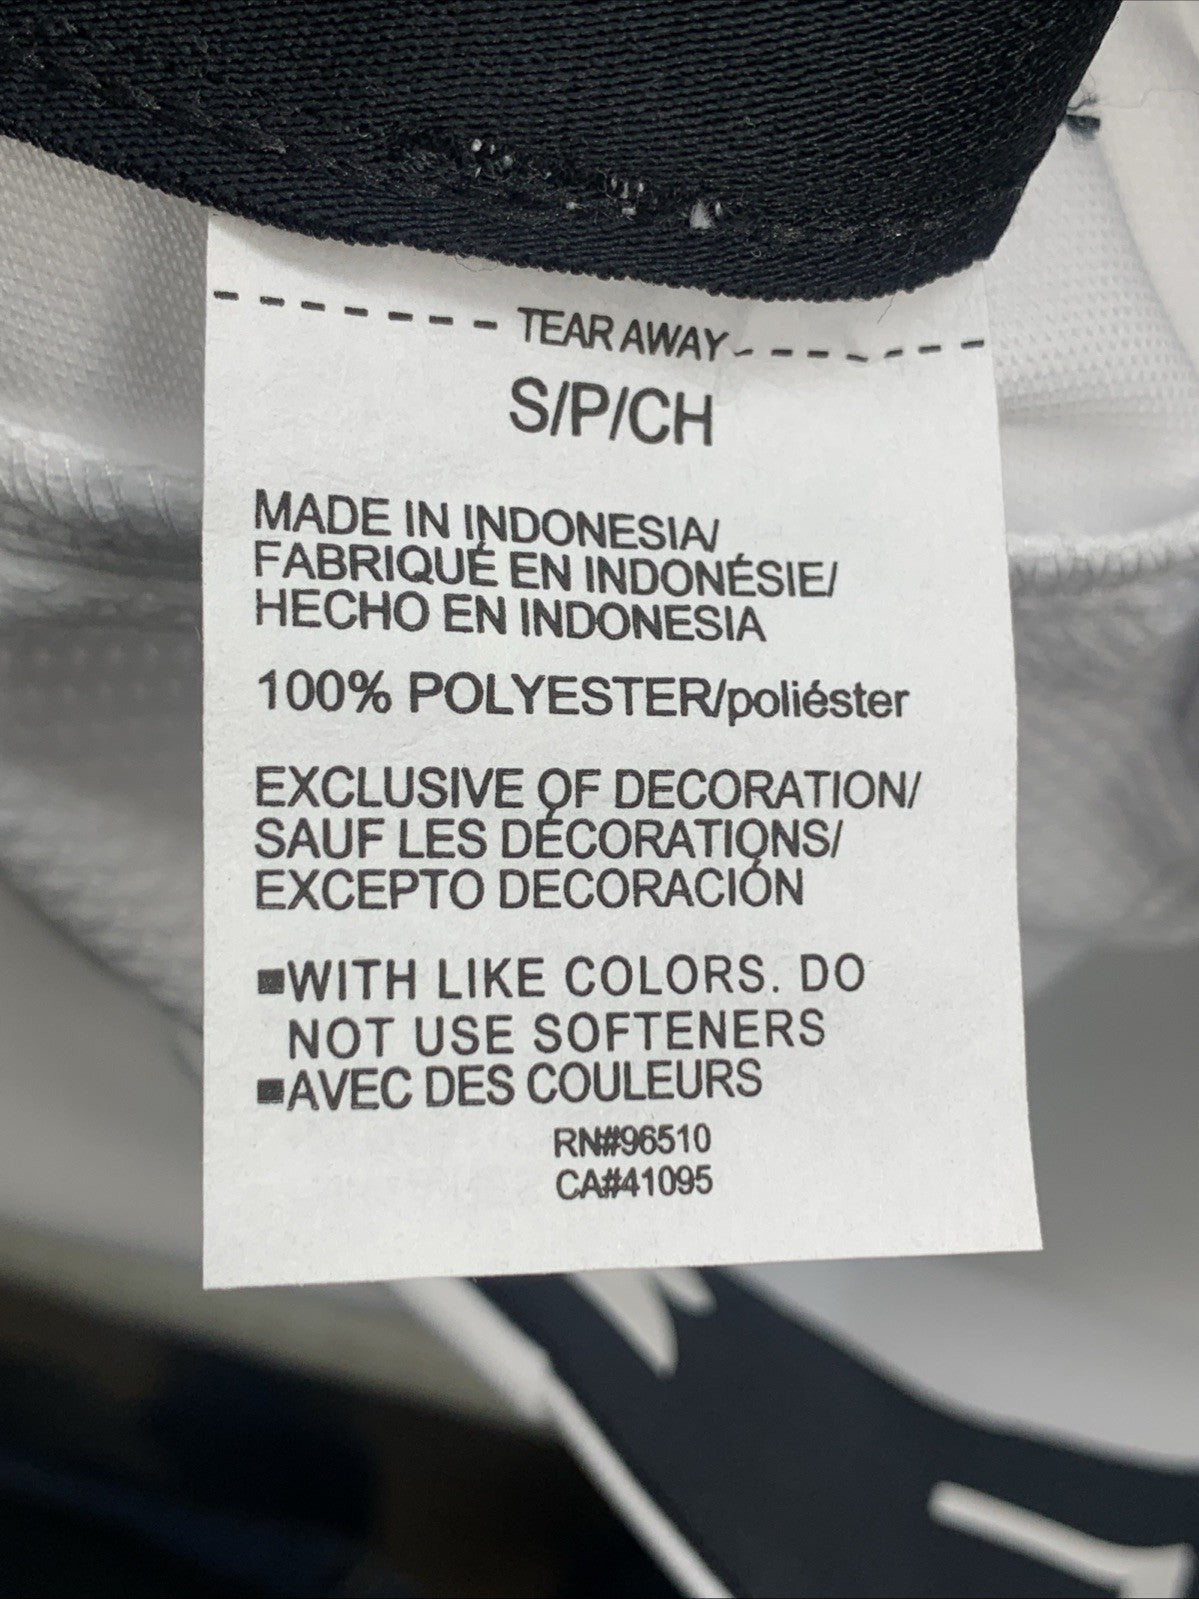 TEAR AWAY
S/P/CH
MADE IN INDONESIA/
FABRIQUÉ EN INDONÉSIE/
HECHO EN INDONESIA
100% POLYESTER/poliéster
EXCLUSIVE OF DECORATION/
SAUF LES DÉCORATIONS/
EXCEPTO DECORACIÓN
■WITH LIKE COLORS. DO
NOT USE SOFTENERS
■AVEC DES COULEURS
RN#96510
CA#41095